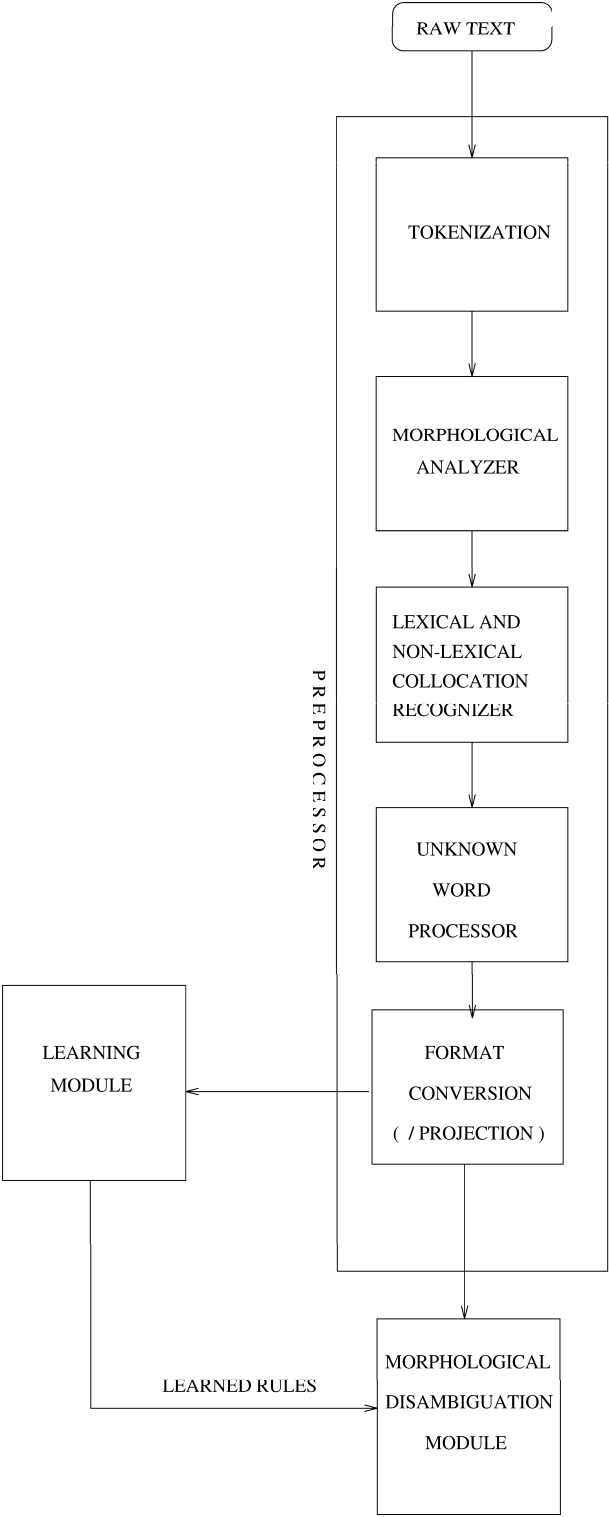 RAW TEXT
TOKENIZATION
MORPHOLOGICAL
ANALYZER
LEXICAL AND
NON-LEXICAL
COLLOCATION
RECOGNIZER
PREPROCESSOR
UNKNOWN
WORD
PROCESSOR
FORMAT
CONVERSION
( / PROJECTION )
LEARNING
MODULE
LEARNED RULES
MORPHOLOGICAL
DISAMBIGUATION
MODULE